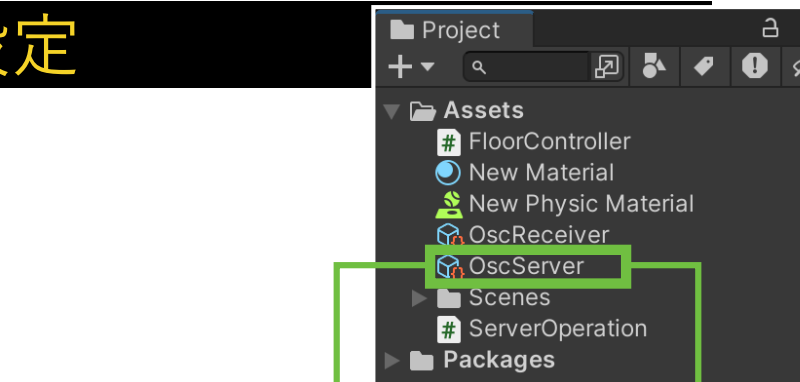 定
Project
Assets
FloorController
New Material
New Physic Material
OscReceiver
OscServer
Scenes
ServerOperation
Packages